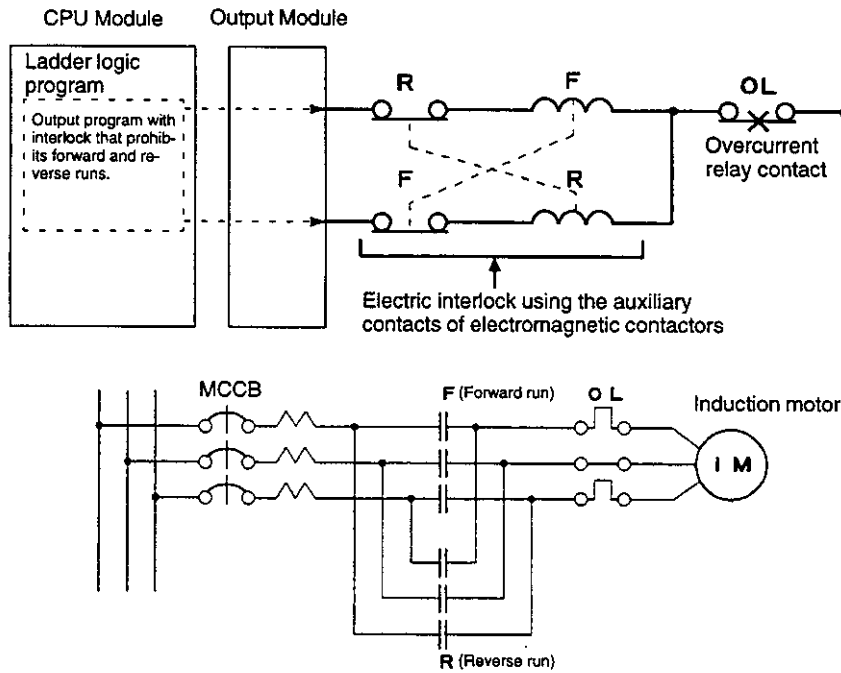 CPU Module
Output Module
Ladder logic
program
Output program with
interlock that prohib-
its forward and re-
verse runs.
R
F
OL
Overcurrent
relay contact
F
R
Electric interlock using the auxiliary
contacts of electromagnetic contactors
MCCB
F (Forward run)
O L
Induction motor
I M
R (Reverse run)